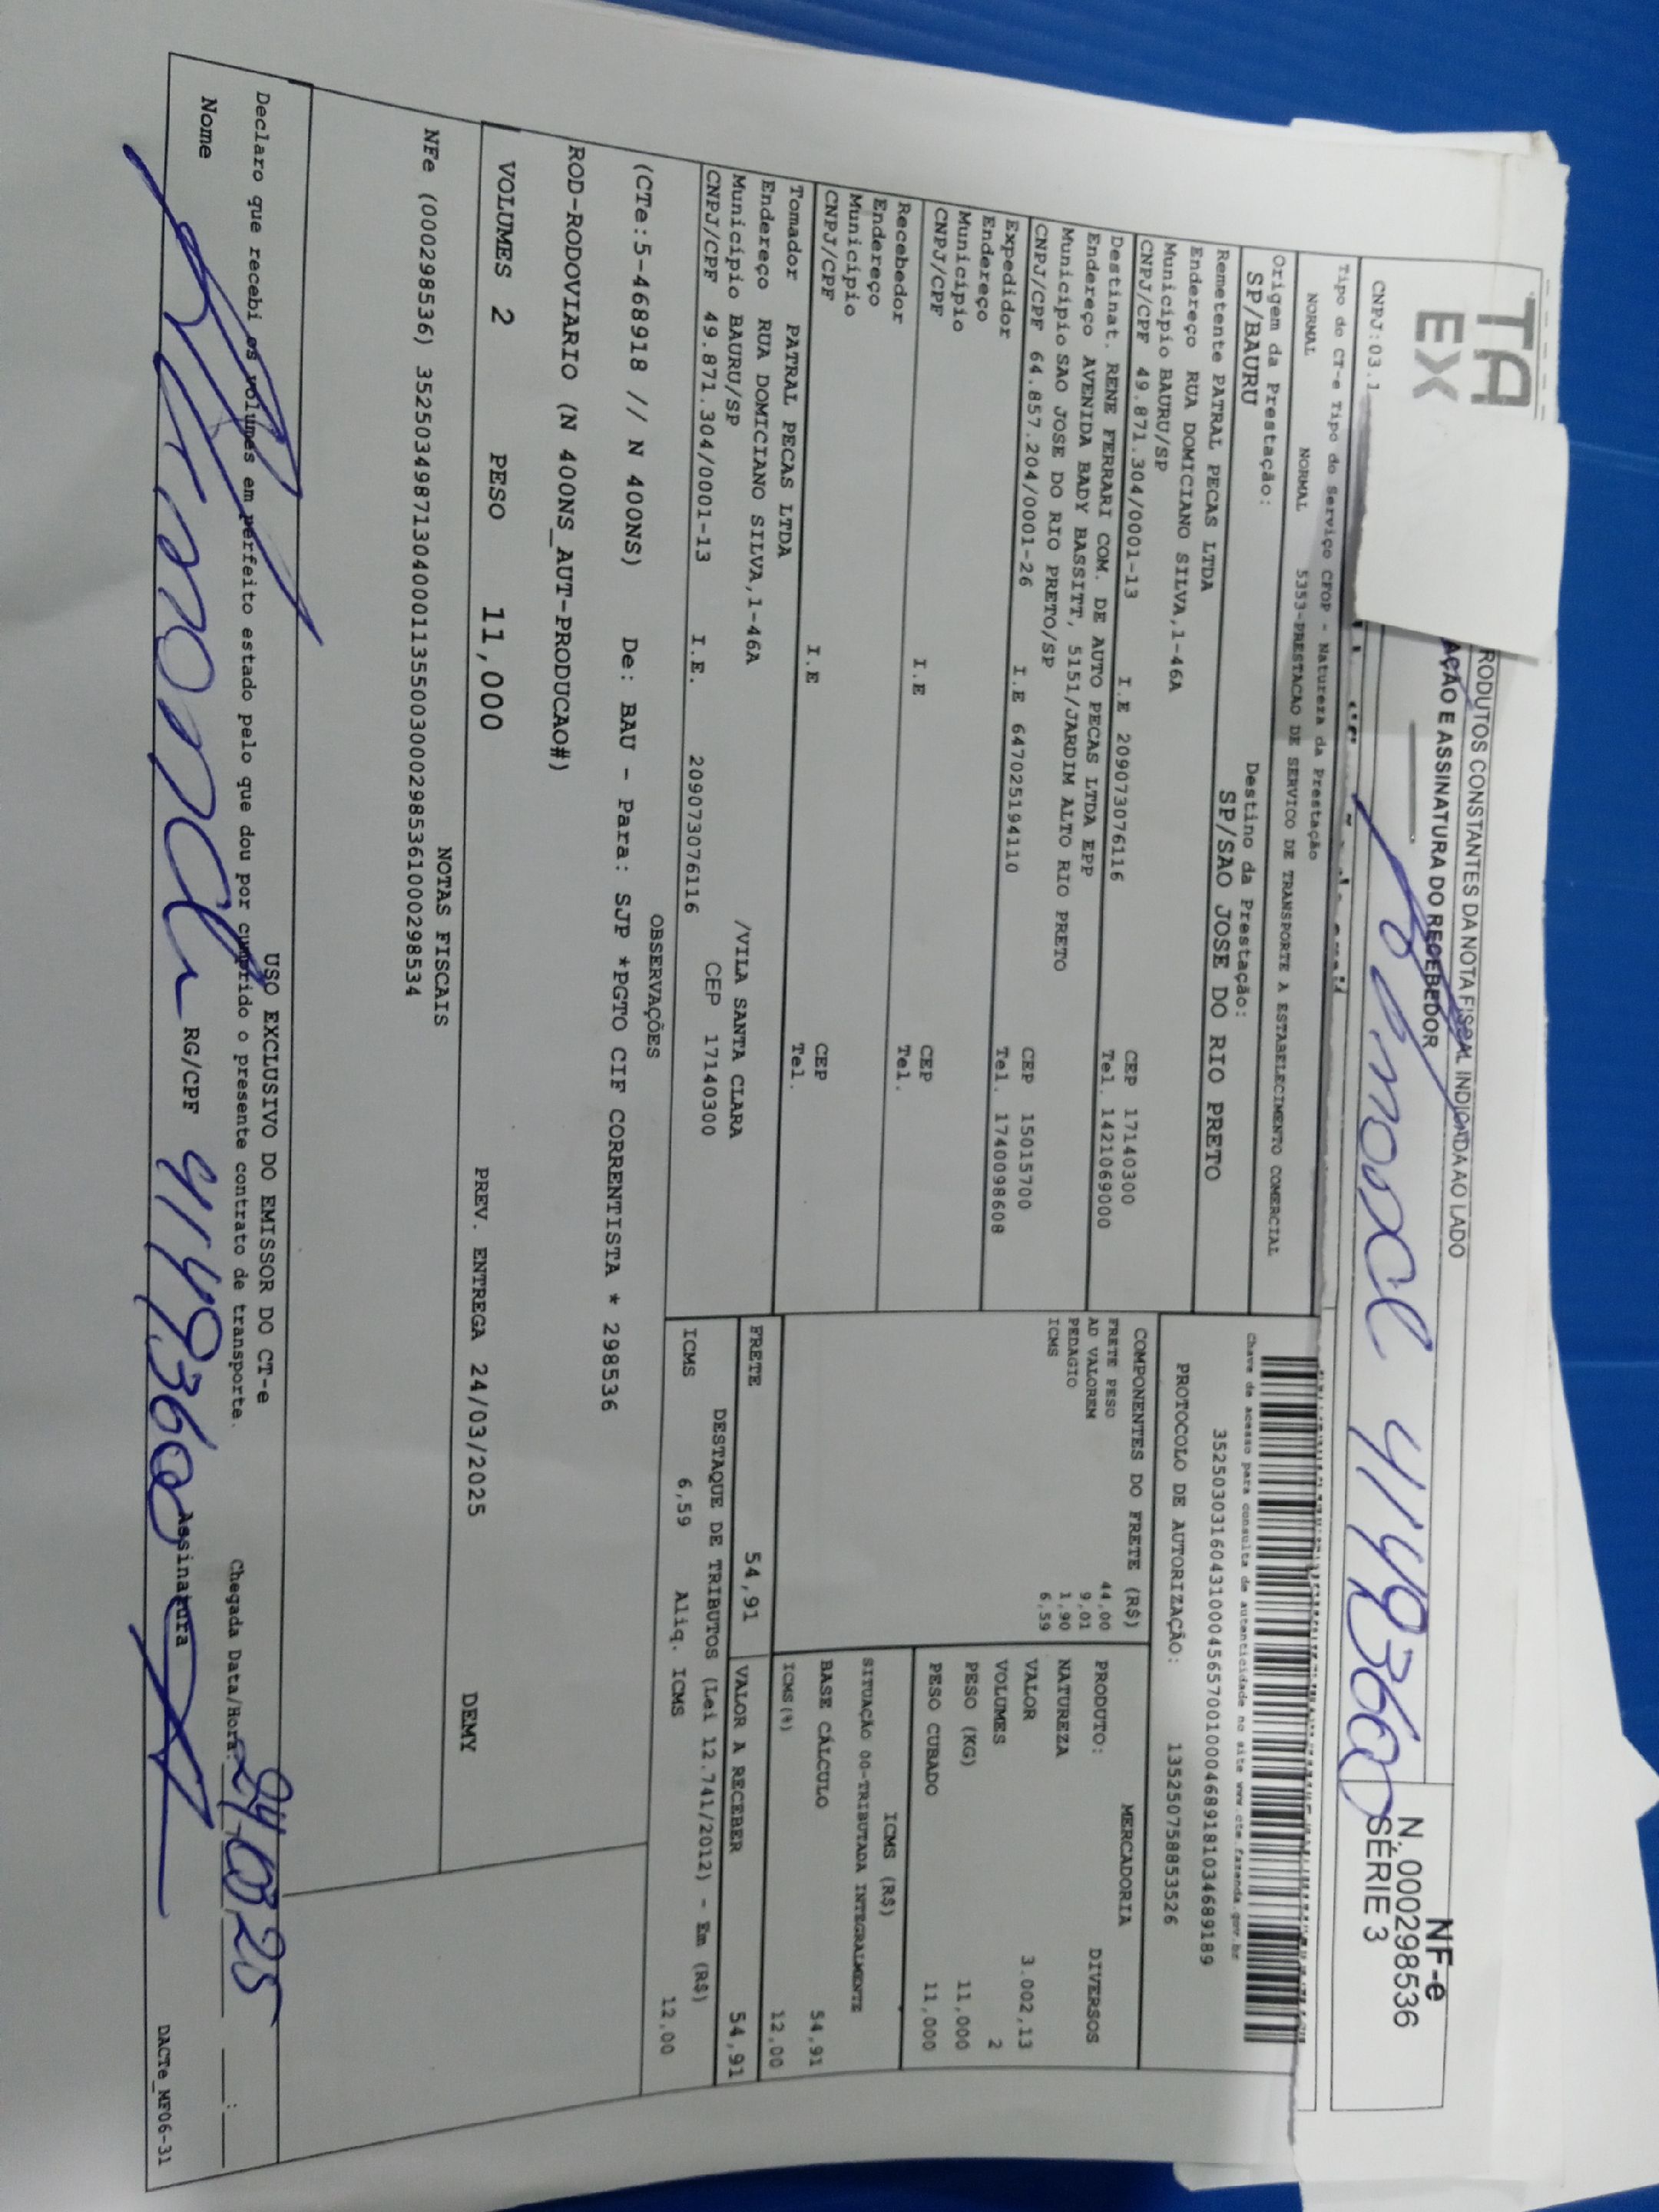 TA
EX
RODUTOS CONSTANTES DA NOTA FISCAL INDICADA AO LADO
AÇÃO E ASSINATURA DO RECEBEDOR
NF-e
N. 000298536
SÉRIE 3
41493600
CNPJ:03.1
Tipo do CT-e Tipo do Serviço CFOP - Natureza da Prestação
NORMAL NORMAL 5353-PRESTACAO DE SERVICO DE TRANSPORTE A ESTABELECIMENTO COMERCIAL
Origem da Prestação: Destino da Prestação:
SP/BAURU SP/SAO JOSE DO RIO PRETO
Chave de acesso para consulta de autenticidade no site www.cte.fazenda.gov.br
35250303160431000456570010004689181034689189
PROTOCOLO DE AUTORIZAÇÃO: 135250758853526
Remetente PATRAL PECAS LTDA
Endereço RUA DOMICIANO SILVA,1-46A
Município BAURU/SP CEP 17140300
CNPJ/CPF 49.871.304/0001-13 I.E 209073076116 Tel. 1421069000
Destinat. RENE FERRARI COM. DE AUTO PECAS LTDA EPP
Endereço AVENIDA BADY BASSITT, 5151/JARDIM ALTO RIO PRETO
Município SAO JOSE DO RIO PRETO/SP CEP 15015700
CNPJ/CPF 64.857.204/0001-26 I.E 647025194110 Tel. 1740098608
Expedidor
Endereço
Município CEP
CNPJ/CPF I.E Tel.
Recebedor
Endereço
Município CEP
CNPJ/CPF I.E Tel.
Tomador PATRAL PECAS LTDA
Endereço RUA DOMICIANO SILVA,1-46A /VILA SANTA CLARA
Município BAURU/SP CEP 17140300
CNPJ/CPF 49.871.304/0001-13 I.E. 209073076116
COMPONENTES DO FRETE (R$)
FRETE PESO 44,00
AD VALOREM 9,01
PEDAGIO 1,90
ICMS 6,59
MERCADORIA
PRODUTO: DIVERSOS
NATUREZA
VALOR 3.002,13
VOLUMES 2
PESO (KG) 11,000
PESO CUBADO 11,000
ICMS (R$)
SITUAÇÃO 00-TRIBUTADA INTEGRALMENTE
BASE CÁLCULO 54,91
ICMS(%) 12,00
FRETE 54,91 VALOR A RECEBER 54,91
DESTAQUE DE TRIBUTOS (Lei 12.741/2012) - Em (R$)
ICMS 6,59 Aliq. ICMS 12,00
OBSERVAÇÕES
(CTe:5-468918 // N 400NS) De: BAU - Para: SJP *PGTO CIF CORRENTISTA * 298536
ROD-RODOVIARIO (N 400NS_AUT-PRODUCAO#)
VOLUMES 2 PESO 11,000 PREV. ENTREGA 24/03/2025 DEMY
NOTAS FISCAIS
NFe (000298536) 35250349871304000113550030002985361000298534
USO EXCLUSIVO DO EMISSOR DO CT-e
Declaro que recebi os volumes em perfeito estado pelo que dou por cumprido o presente contrato de transporte. Chegada Data/Hora: 24 03 25 __:__
Nome RG/CPF 41493600 Assinatura
DACTe_MF06-31